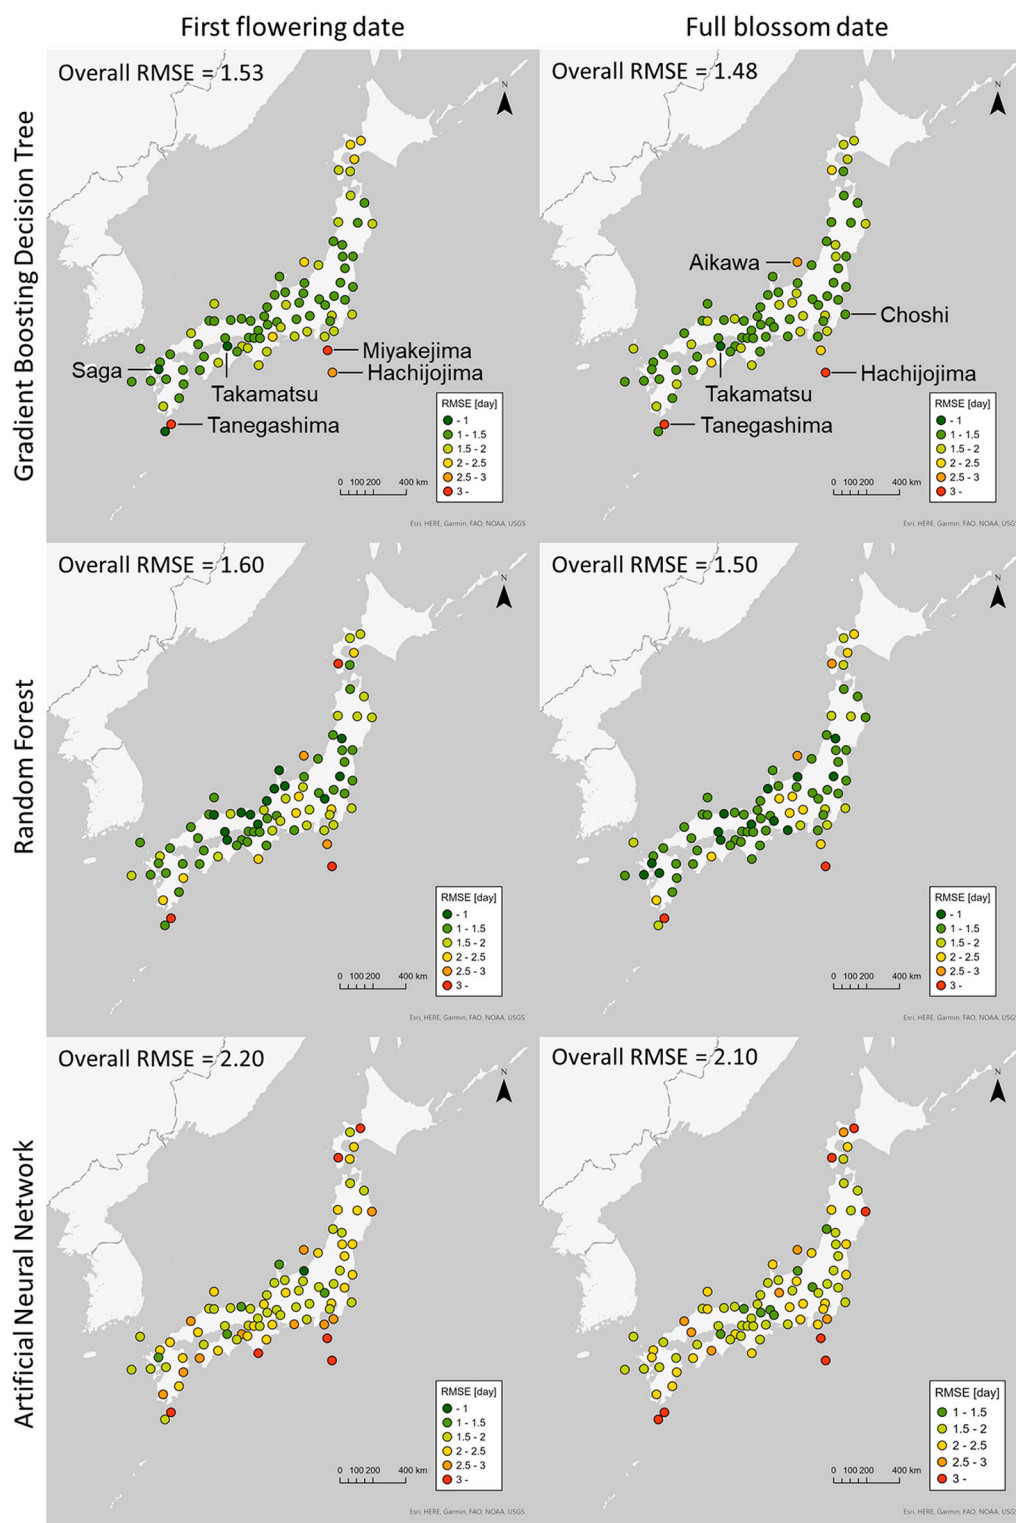 First flowering date
Full blossom date
Gradient Boosting Decision Tree
Overall RMSE = 1.53
N
Saga
Takamatsu
Miyakejima
Hachijojima
Tanegashima
RMSE [day]
- 1
1 - 1.5
1.5 - 2
2 - 2.5
2.5 - 3
3 -
0 100 200 400 km
Esri, HERE, Garmin, FAO, NOAA, USGS
Overall RMSE = 1.48
N
Aikawa
Choshi
Takamatsu
Hachijojima
Tanegashima
RMSE [day]
- 1
1 - 1.5
1.5 - 2
2 - 2.5
2.5 - 3
3 -
0 100 200 400 km
Esri, HERE, Garmin, FAO, NOAA, USGS
Random Forest
Overall RMSE = 1.60
N
RMSE [day]
- 1
1 - 1.5
1.5 - 2
2 - 2.5
2.5 - 3
3 -
0 100 200 400 km
Esri, HERE, Garmin, FAO, NOAA, USGS
Overall RMSE = 1.50
N
RMSE [day]
- 1
1 - 1.5
1.5 - 2
2 - 2.5
2.5 - 3
3 -
0 100 200 400 km
Esri, HERE, Garmin, FAO, NOAA, USGS
Artificial Neural Network
Overall RMSE = 2.20
N
RMSE [day]
- 1
1 - 1.5
1.5 - 2
2 - 2.5
2.5 - 3
3 -
0 100 200 400 km
Esri, HERE, Garmin, FAO, NOAA, USGS
Overall RMSE = 2.10
N
RMSE [day]
1 - 1.5
1.5 - 2
2 - 2.5
2.5 - 3
3 -
0 100 200 400 km
Esri, HERE, Garmin, FAO, NOAA, USGS